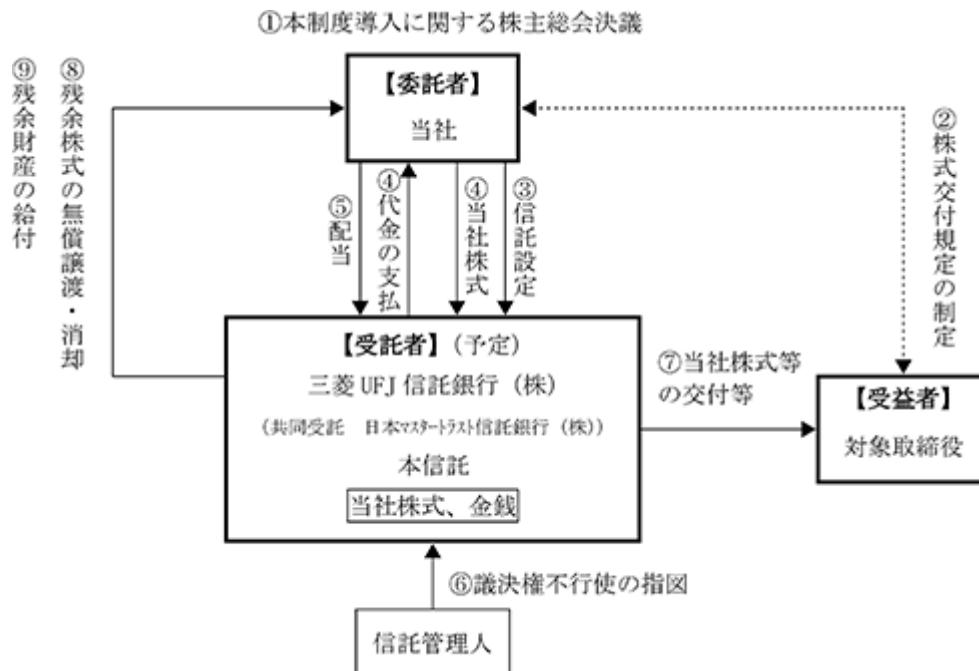 ①本制度導入に関する株主総会決議
⑨残余財産の給付
⑧残余株式の無償譲渡・消却
【委託者】
当社
②株式交付規定の制定
⑤配当
④代金の支払
④当社株式
③信託設定
【受託者】(予定)
三菱UFJ信託銀行(株)
(共同受託 日本マスタートラスト信託銀行(株))
本信託
当社株式、金銭
⑦当社株式等
の交付等
【受益者】
対象取締役
⑥議決権不行使の指図
信託管理人